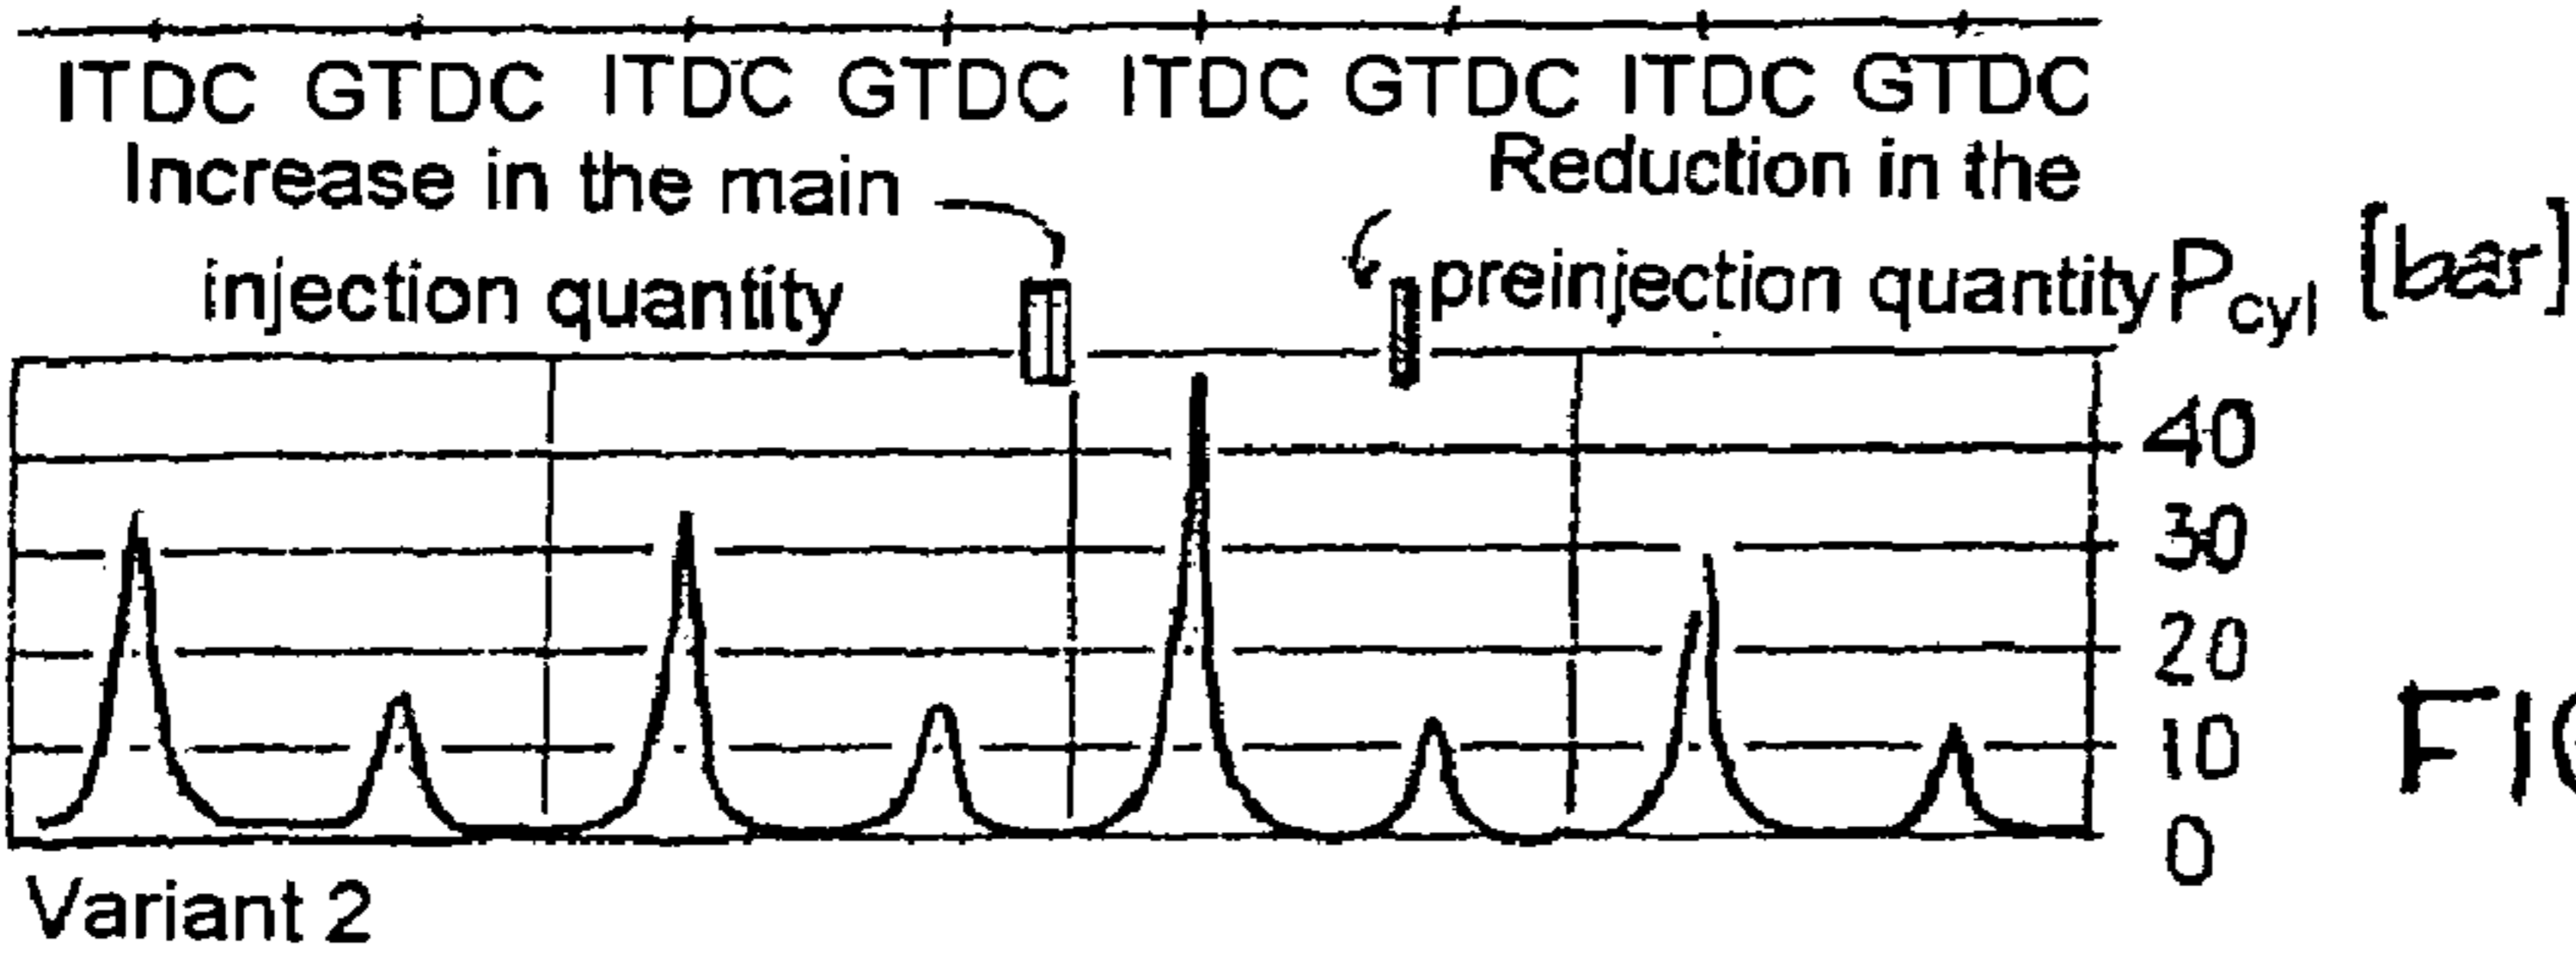 ITDC GTDC ITDC GTDC ITDC GTDC ITDC GTDC
Increase in the main
injection quantity
Reduction in the
preinjection quantity
PCyl [bar]
40
30
20
10
0
FIG
Variant 2